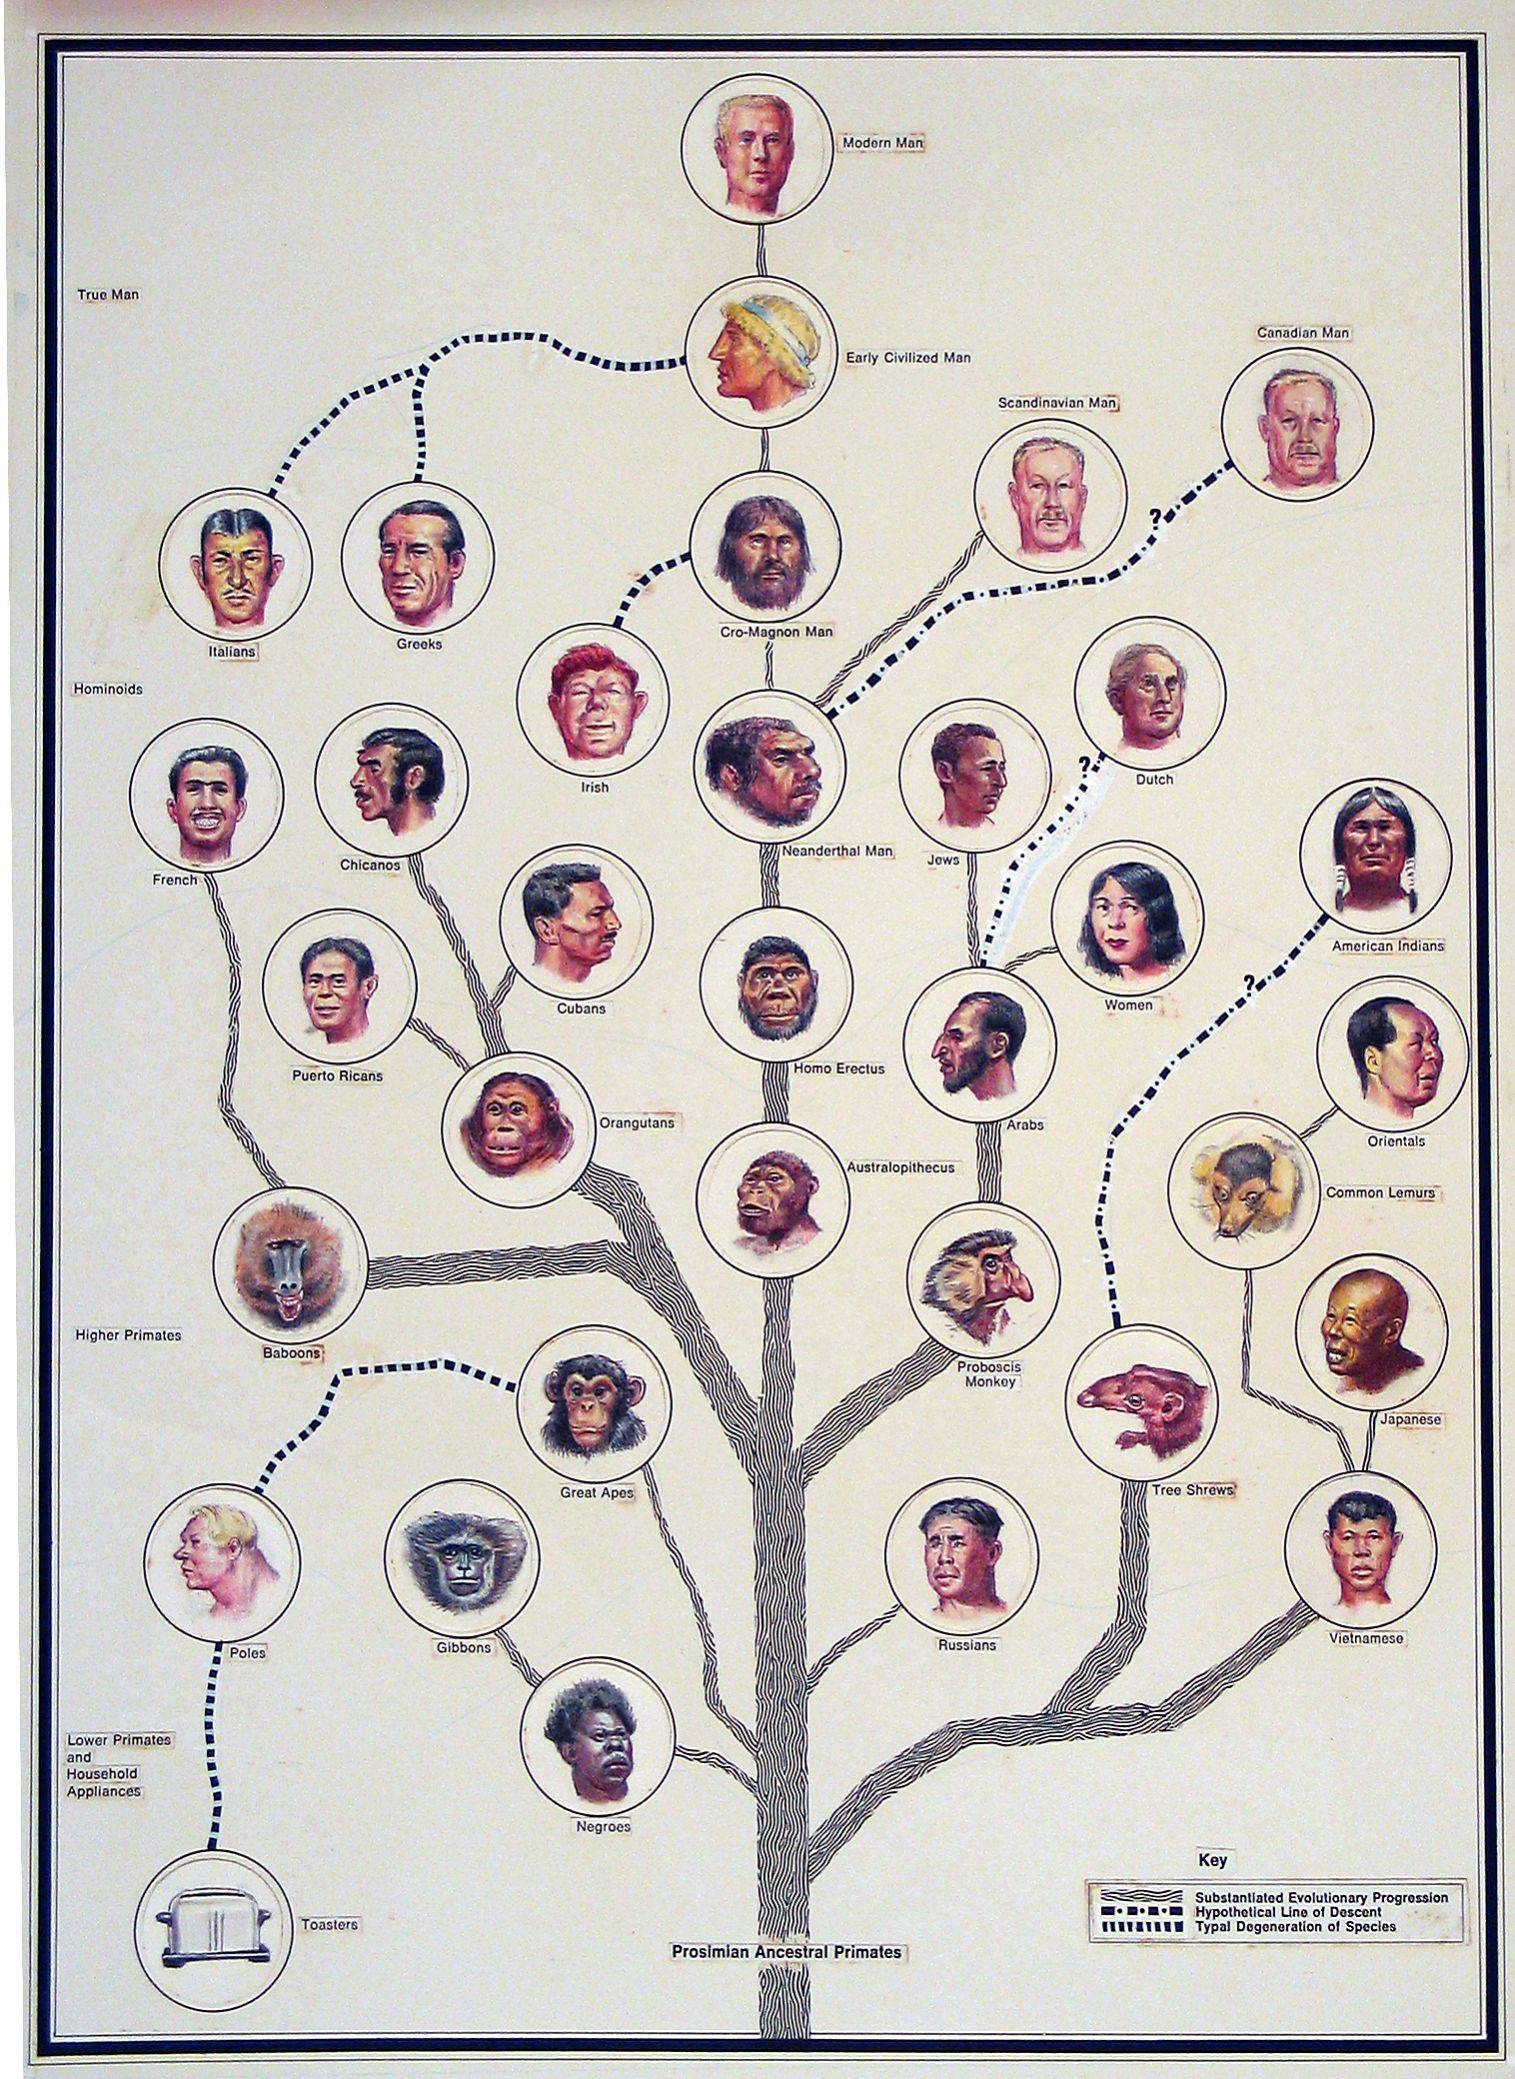 Modern Man
True Man
Early Civilized Man
Canadian Man
Scandinavian Man
Italians
Greeks
Cro-Magnon Man
Hominoids
Irish
Dutch
?
?
French
Chicanos
Neanderthal Man
Jews
American Indians
Cubans
Women
?
Puerto Ricans
Homo Erectus
Orangutans
Arabs
Orientals
Australopithecus
Common Lemurs
Higher Primates
Baboons
Proboscis
Monkey
Japanese
Great Apes
Tree Shrews
Poles
Gibbons
Russians
Vietnamese
Lower Primates
and
Household
Appliances
Negroes
Toasters
Prosimian Ancestral Primates
Key
Substantiated Evolutionary Progression
Hypothetical Line of Descent
Typal Degeneration of Species